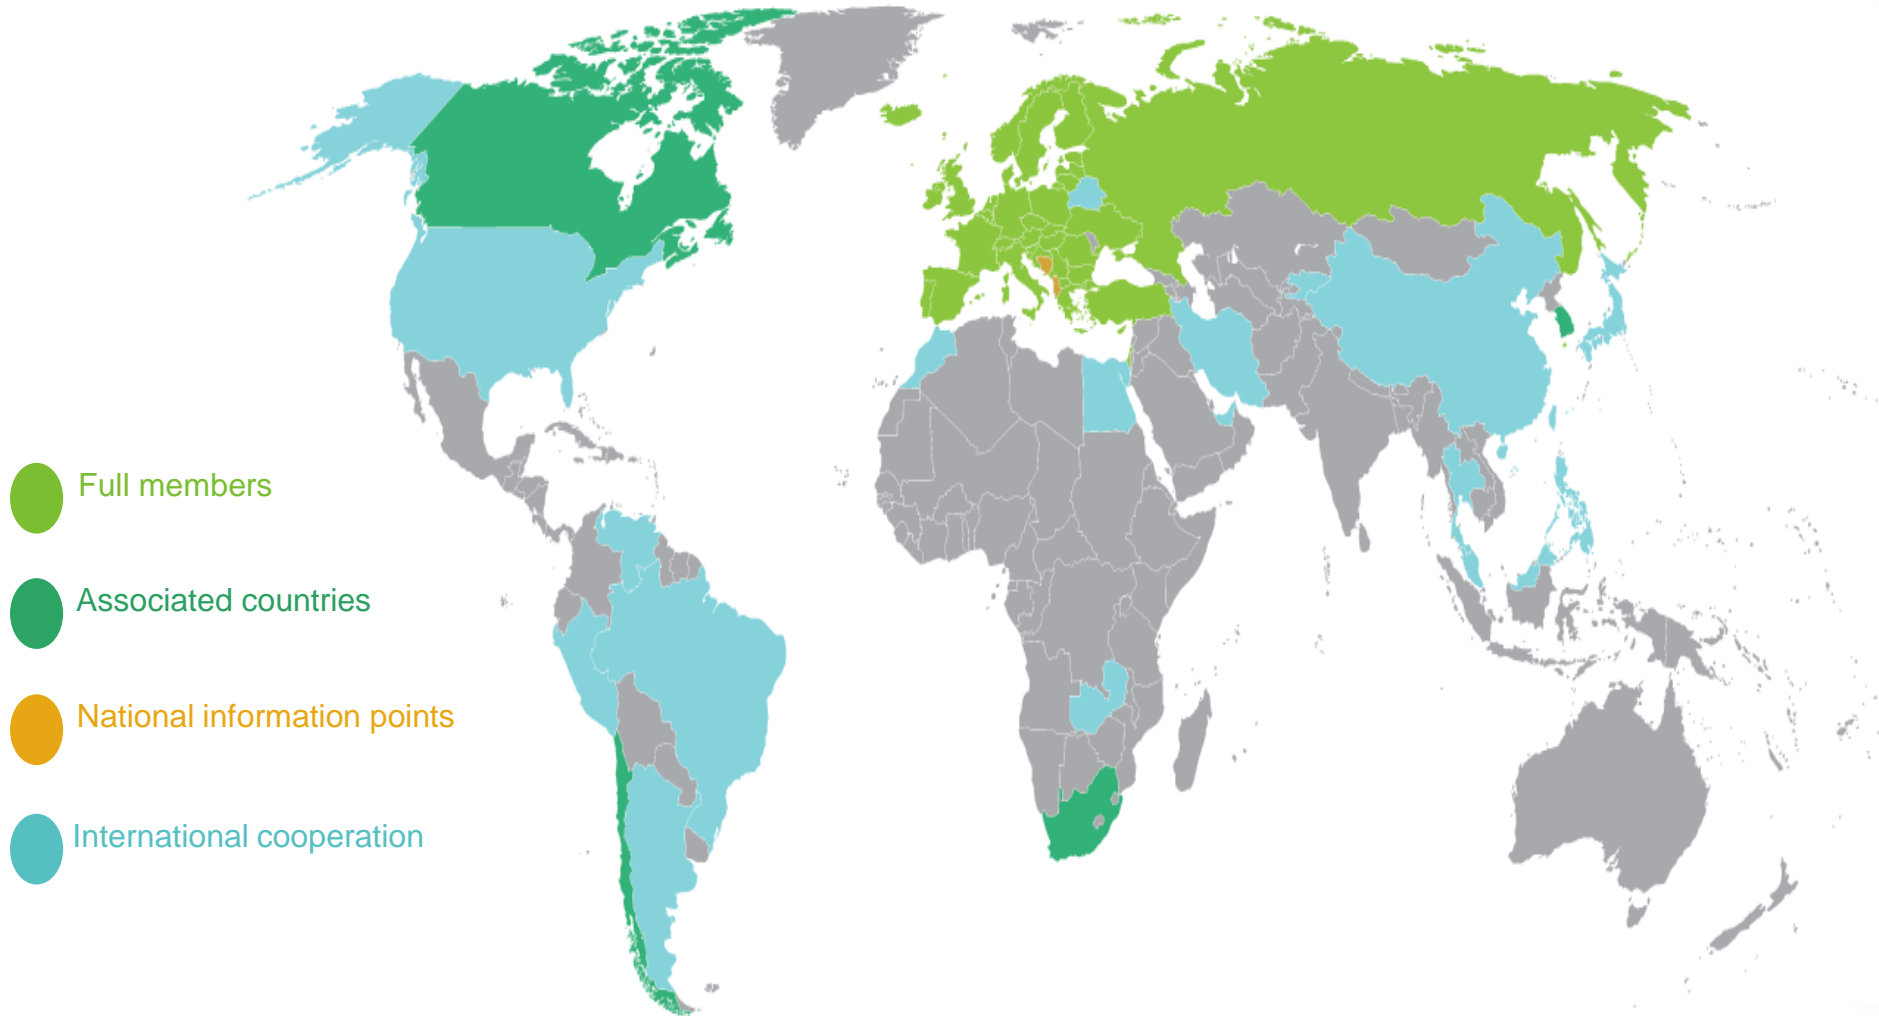 Full members
Associated countries
National information points
International cooperation